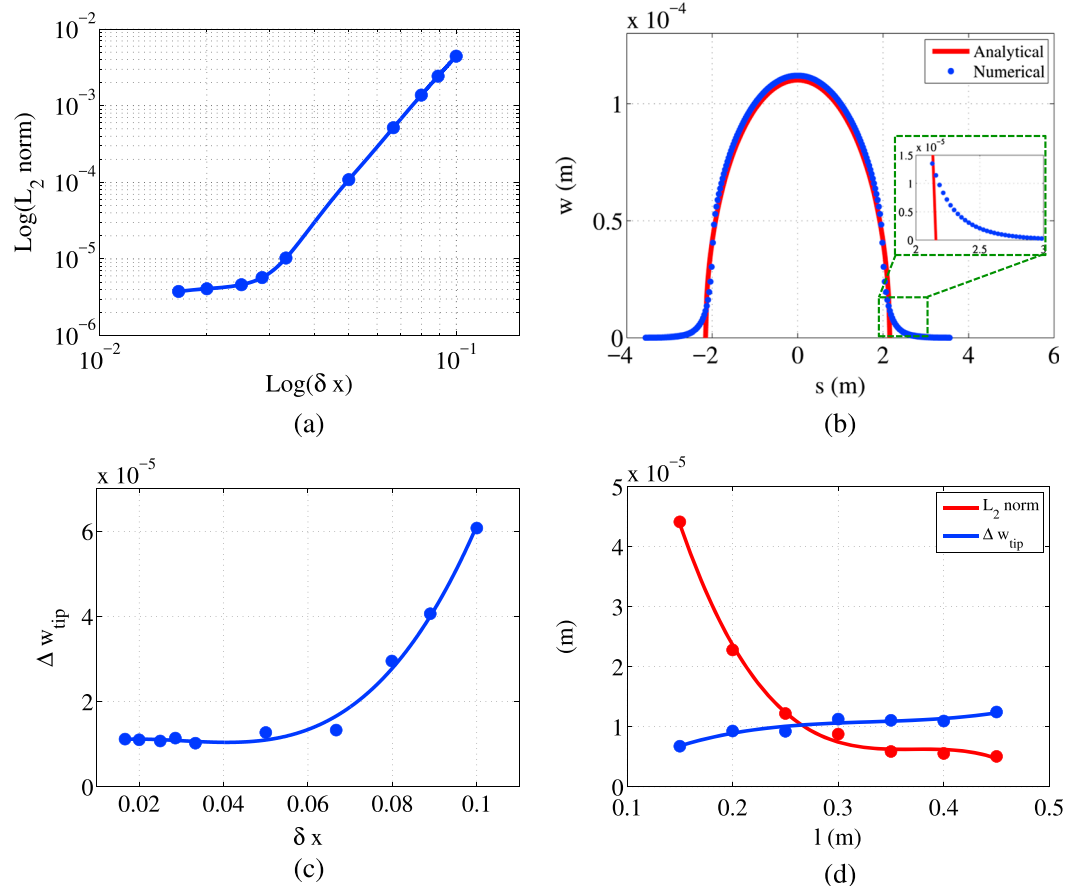 10⁻²
10⁻³
10⁻⁴
10⁻⁵
10⁻⁶
Log(L₂ norm)
10⁻² 10⁻¹
Log(δ x)
(a)
x 10⁻⁴
1
0.5
0
w (m)
−4 −2 0 2 4 6
s (m)
Analytical
Numerical
x 10⁻⁵
1.5
1
0.5
0
2 2.5 3
(b)
x 10⁻⁵
6
4
2
0
Δ w_tip
0.02 0.04 0.06 0.08 0.1
δ x
(c)
x 10⁻⁵
5
4
3
2
1
0
(m)
0.1 0.2 0.3 0.4 0.5
l (m)
L₂ norm
Δ w_tip
(d)